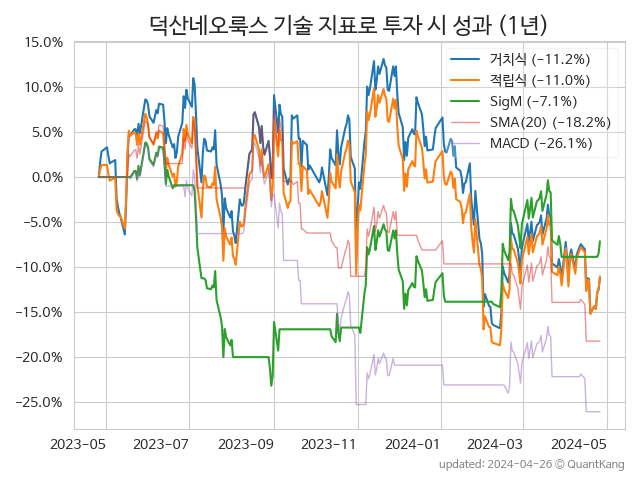 덕산네오룩스 기술 지표로 투자 시 성과 (1년)
15.0%
10.0%
5.0%
0.0%
−5.0%
−10.0%
−15.0%
−20.0%
−25.0%
거치식 (−11.2%)
적립식 (−11.0%)
SigM (−7.1%)
SMA(20) (−18.2%)
MACD (−26.1%)
2023−05 2023−07 2023−09 2023−11 2024−01 2024−03 2024−05
updated: 2024−04−26 © QuantKang